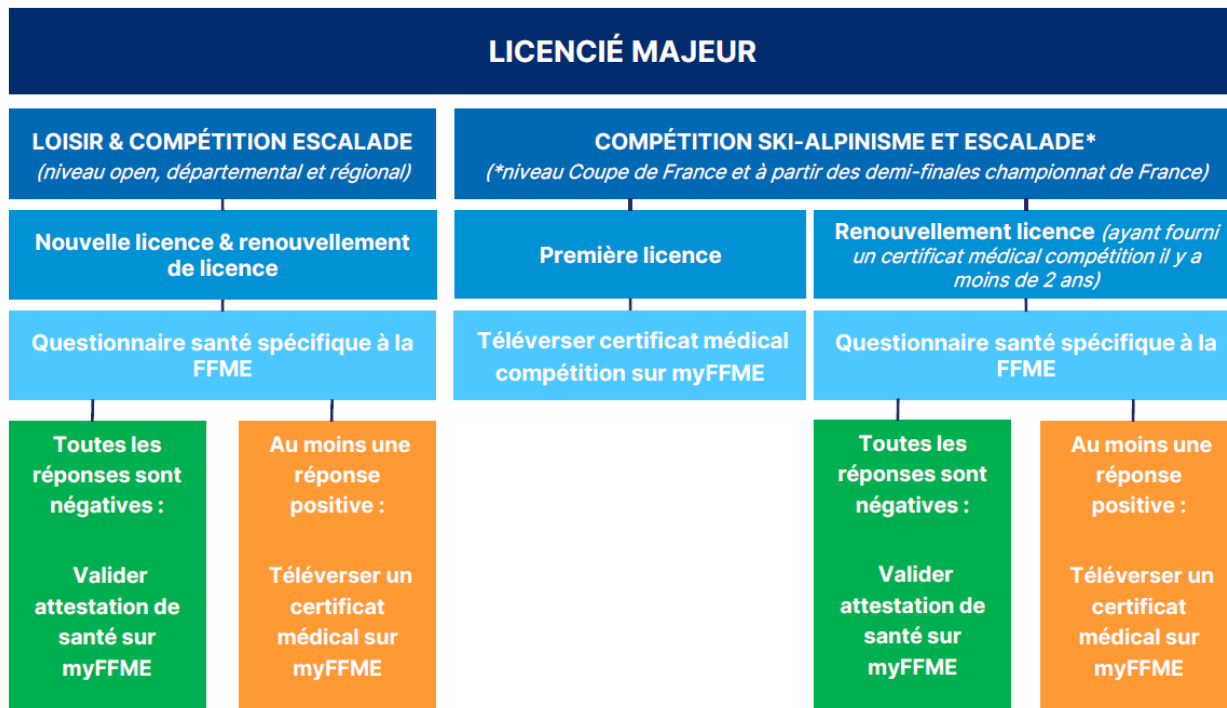 LICENCIÉ MAJEUR
LOISIR & COMPÉTITION ESCALADE
(niveau open, départemental et régional)
COMPÉTITION SKI-ALPINISME ET ESCALADE*
(*niveau Coupe de France et à partir des demi-finales championnat de France)
Nouvelle licence & renouvellement
de licence
Première licence
Renouvellement licence (ayant fourni
un certificat médical compétition il y a
moins de 2 ans)
Questionnaire santé spécifique à la
FFME
Téléverser certificat médical
compétition sur myFFME
Questionnaire santé spécifique à la
FFME
Toutes les
réponses sont
négatives :
Valider
attestation de
santé sur
myFFME
Au moins une
réponse
positive :
Téléverser un
certificat
médical sur
myFFME
Toutes les
réponses sont
négatives :
Valider
attestation de
santé sur
myFFME
Au moins une
réponse
positive :
Téléverser un
certificat
médical sur
myFFME